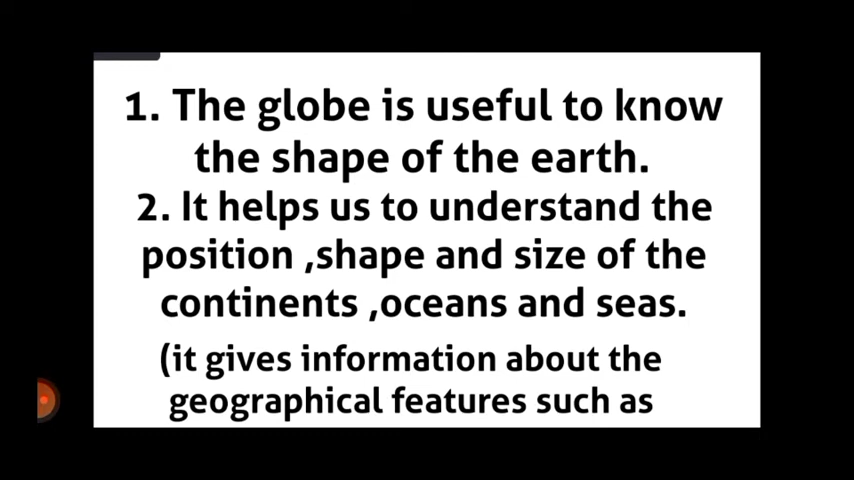 1. The globe is useful to know
the shape of the earth.
2. It helps us to understand the
position ,shape and size of the
continents ,oceans and seas.
(it gives information about the
geographical features such as